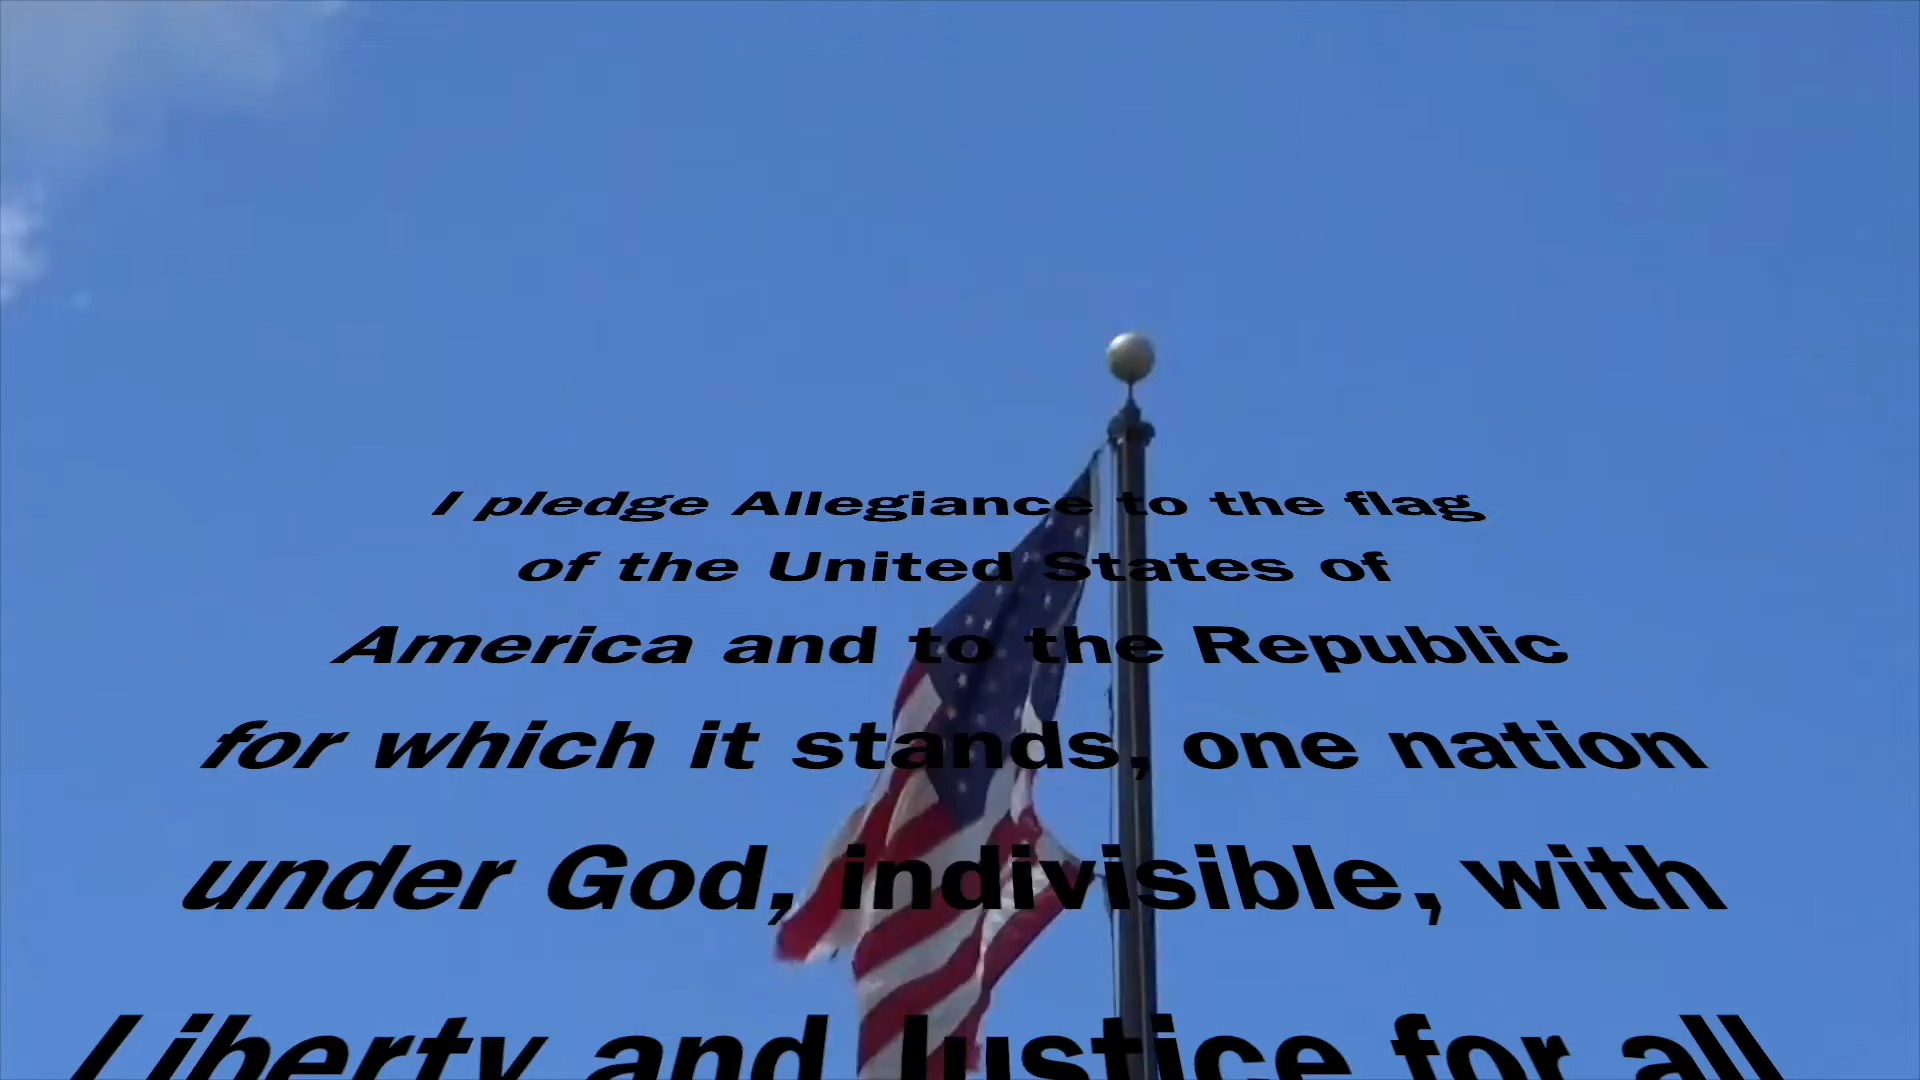 I pledge Allegiance to the flag
of the United States of
America and to the Republic
for which it stands, one nation
under God, indivisible, with
Liberty and Justice for all